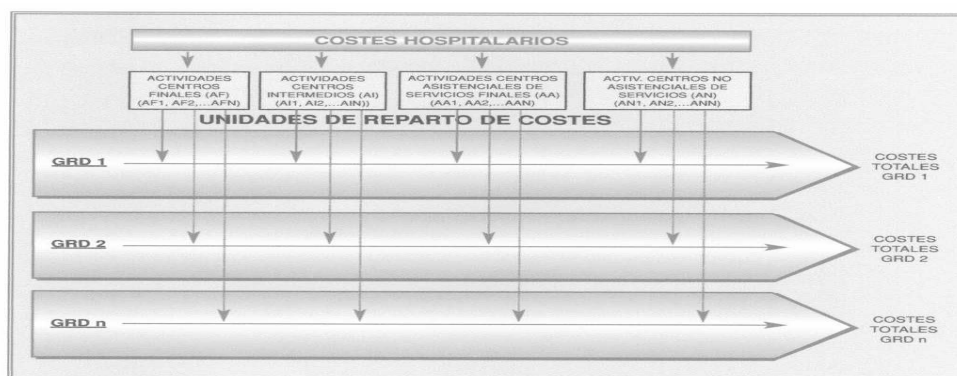 COSTES HOSPITALARIOS
ACTIVIDADES
CENTROS
FINALES (AF)
(AF1, AF2,...AFN)
ACTIVIDADES
CENTROS
INTERMEDIOS (AI)
(AI1, AI2,...AIN))
ACTIVIDADES CENTROS
ASISTENCIALES DE
SERVICIOS FINALES (AA)
(AA1, AA2,...AAN)
ACTIV. CENTROS NO
ASISTENCIALES DE
SERVICIOS (AN)
(AN1, AN2,...ANN)
UNIDADES DE REPARTO DE COSTES
GRD 1
COSTES
TOTALES
GRD 1
GRD 2
COSTES
TOTALES
GRD 2
GRD n
COSTES
TOTALES
GRD n